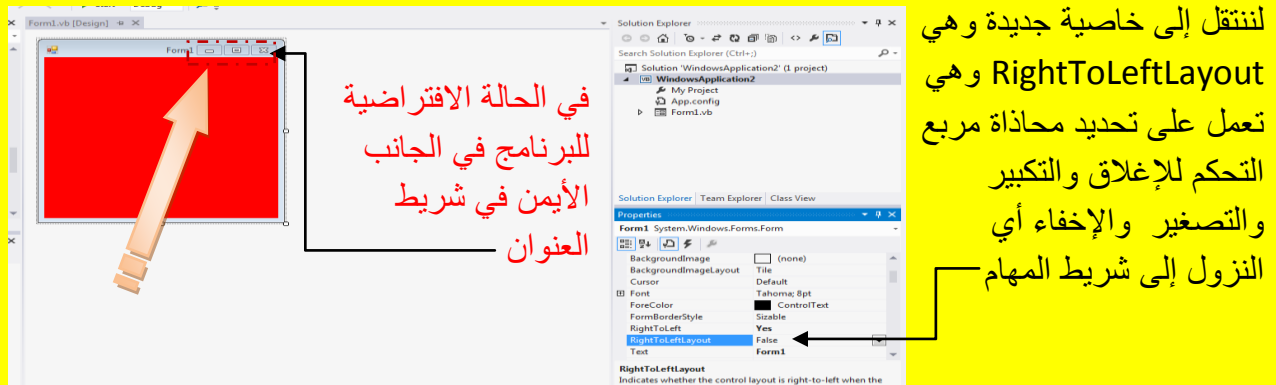 لننتقل إلى خاصية جديدة وهي
RightToLeftLayout وهي
تعمل على تحديد محاذاة مربع
التحكم للإغلاق والتكبير
والتصغير والإخفاء أي
النزول إلى شريط المهام
في الحالة الافتراضية
للبرنامج في الجانب
الأيمن في شريط
العنوان
Form1.vb [Design]
Form1
Solution Explorer
Search Solution Explorer (Ctrl+;)
Solution 'WindowsApplication2' (1 project)
WindowsApplication2
My Project
App.config
Form1.vb
Solution Explorer Team Explorer Class View
Properties
Form1 System.Windows.Forms.Form
BackgroundImage (none)
BackgroundImageLayout Tile
Cursor Default
Font Tahoma; 8pt
ForeColor ControlText
FormBorderStyle Sizable
RightToLeft Yes
RightToLeftLayout False
Text Form1
RightToLeftLayout
Indicates whether the control layout is right-to-left when the